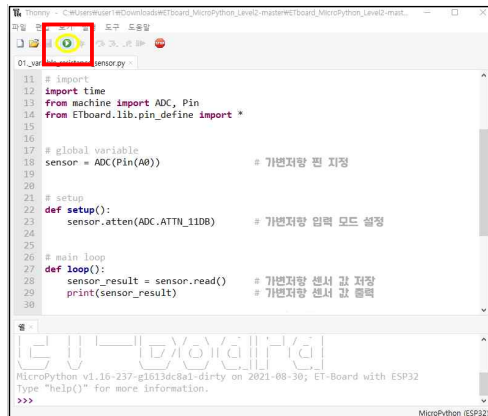 Thonny - C:\Users\user1\Downloads\ETboard_MicroPython_Level2-master\ETboard_MicroPython_Level2-mast...
파일 편집 보기 실행 도구 도움말
01._variable_resistance_sensor.py
11 # import
12 import time
13 from machine import ADC, Pin
14 from ETboard.lib.pin_define import *
15
16
17 # global variable
18 sensor = ADC(Pin(A0)) # 가변저항 핀 지정
19
20
21 # setup
22 def setup():
23 sensor.atten(ADC.ATTN_11DB) # 가변저항 입력 모드 설정
24
25
26 # main loop
27 def loop():
28 sensor_result = sensor.read() # 가변저항 센서 값 저장
29 print(sensor_result) # 가변저항 센서 값 출력
30
쉘
MicroPython v1.16-237-g1613dc8a1-dirty on 2021-08-30; ET-Board with ESP32
Type "help()" for more information.
>>>
MicroPython (ESP32)